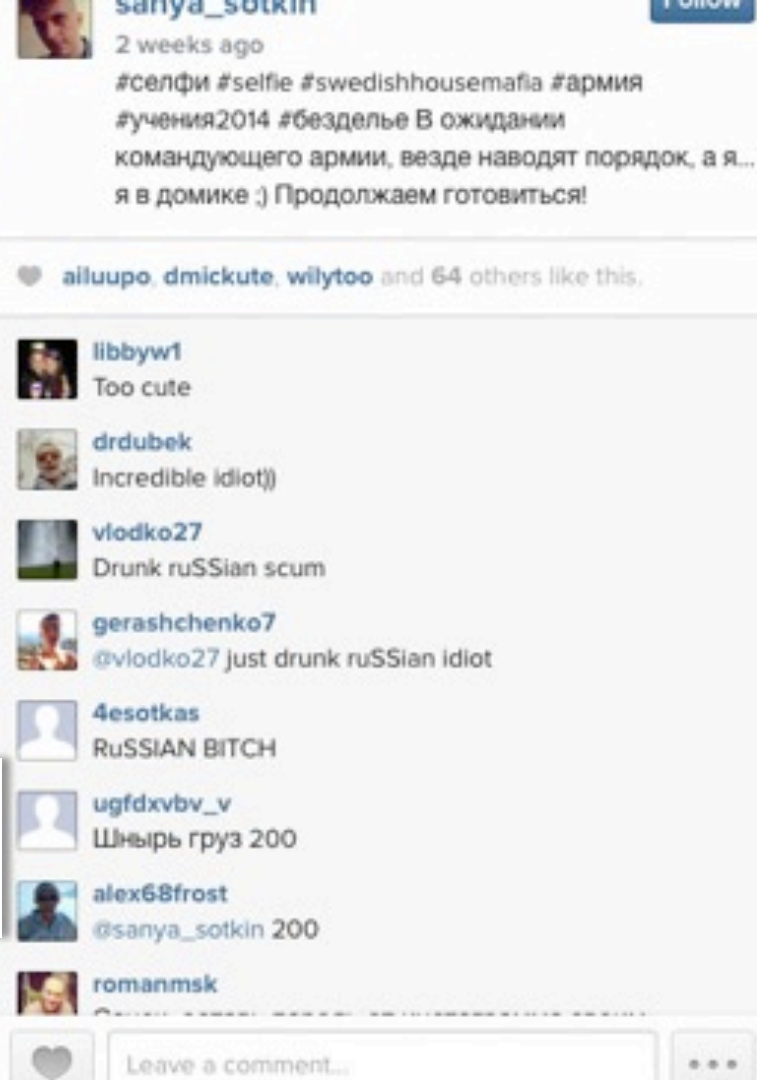 sanya_sotkin
Follow
2 weeks ago
#селфи #selfie #swedishhousemafia #армия
#учения2014 #безделье В ожидании
командующего армии, везде наводят порядок, а я...
я в домике ;) Продолжаем готовиться!
ailuupo, dmickute, wilytoo and 64 others like this.
libbyw1
Too cute
drdubek
Incredible idiot))
vlodko27
Drunk ruSSian scum
gerashchenko7
@vlodko27 just drunk ruSSian idiot
4esotkas
RuSSIAN BITCH
ugfdxvbv_v
Шнырь груз 200
alex68frost
@sanya_sotkin 200
romanmsk
Leave a comment...